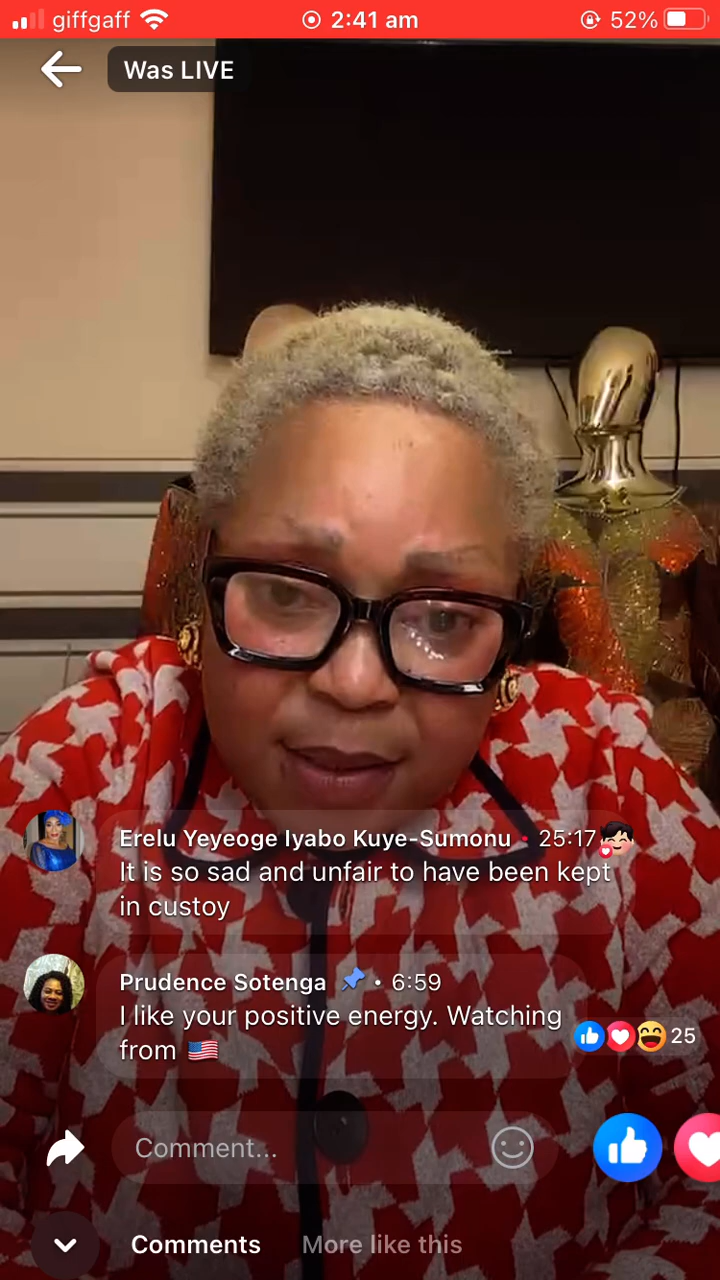 giffgaff 2:41 am 52%
Was LIVE
Erelu Yeyeoge Iyabo Kuye-Sumonu • 25:17
It is so sad and unfair to have been kept
in custoy
Prudence Sotenga • 6:59
I like your positive energy. Watching
from 🇺🇸
25
Comment...
Comments More like this